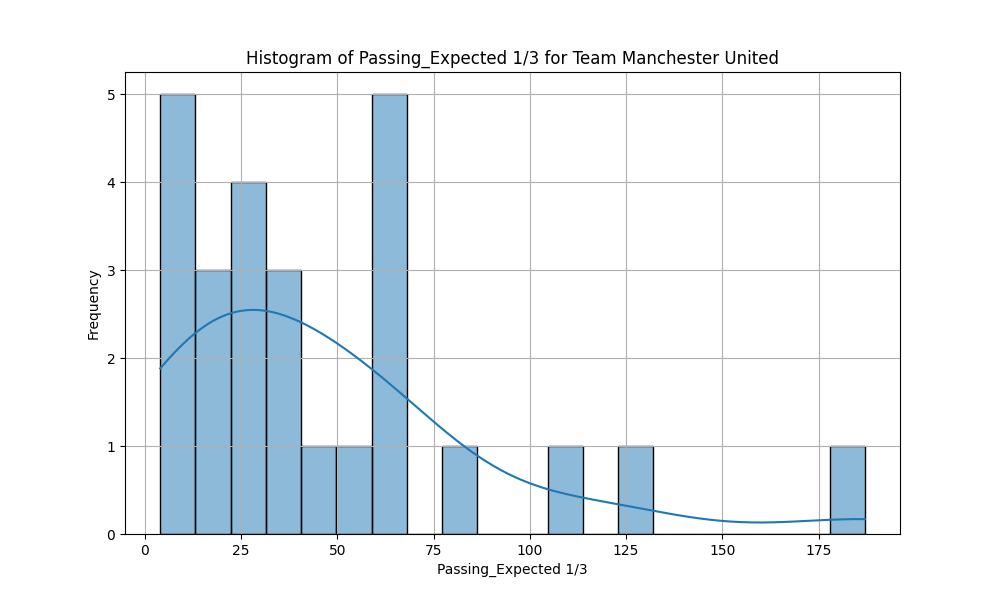 Histogram of Passing_Expected 1/3 for Team Manchester United
Frequency
5
4
3
2
1
0
0 25 50 75 100 125 150 175
Passing_Expected 1/3